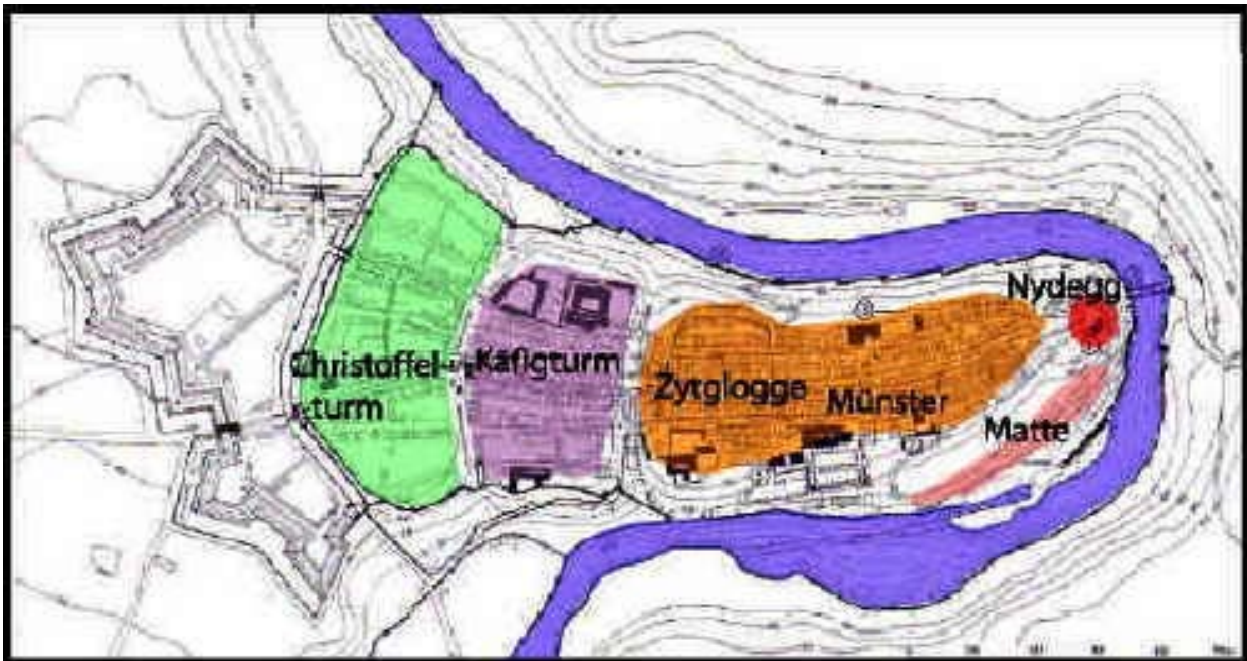 Nydegg
Christoffel-
turm
Käfigturm
Zytglogge
Münster
Matte